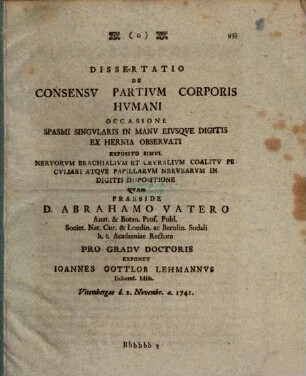 ( o ) 953
DISSERTATIO
DE
CONSENSV PARTIVM CORPORIS
HVMANI
OCCASIONE
SPASMI SINGVLARIS IN MANV EIVSQVE DIGITIS
EX HERNIA OBSERVATI
EXPOSITO SIMVL
NERVORVM BRACHIALIVM ET CRVRALIVM COALITV PE
CVLIARI ATQVE PAPILLARVM NERVEARVM IN
DIGITIS DISPOSITIONE
QVAM
PRAESIDE
D. ABRAHAMO VATERO
Anat. & Botan. Prof. Publ.
Societ. Nat. Cur. & Londin. ac Berolin. Sodali
h. t. Academiae Rectore
PRO GRADV DOCTORIS
EXPONET
IOANNES GOTTLOB LEHMANNVS
Misn.
Vitembergae d. 2. Novembr. a. 1741.
Bbbbbb 3